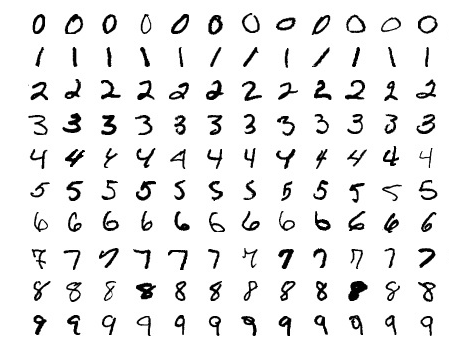 0 0 0 0 0 0 0 0 0 0 0 0
1 1 1 1 1 1 1 1 1 1 1 1
2 2 2 2 2 2 2 2 2 2 2 2
3 3 3 3 3 3 3 3 3 3 3 3
4 4 4 4 4 4 4 4 4 4 4 4
5 5 5 5 5 5 5 5 5 5 5 5
6 6 6 6 6 6 6 6 6 6 6 6
7 7 7 7 7 7 7 7 7 7 7 7
8 8 8 8 8 8 8 8 8 8 8 8
9 9 9 9 9 9 9 9 9 9 9 9